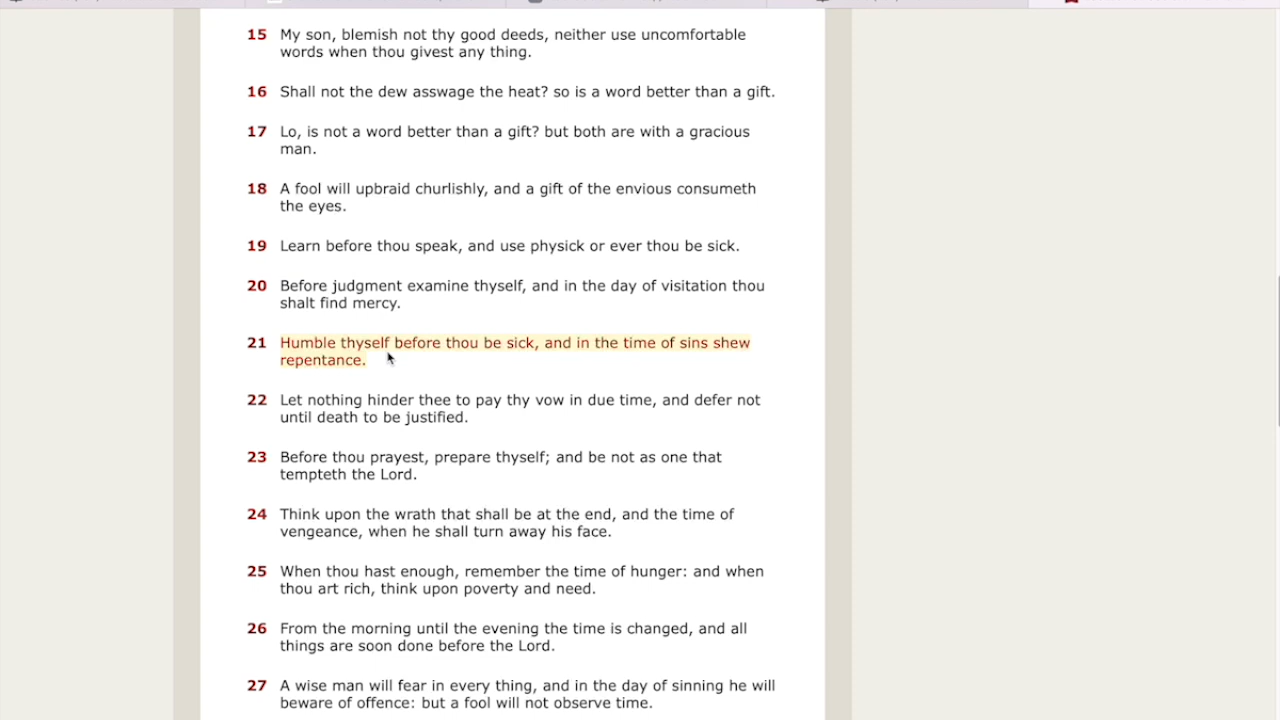 15 My son, blemish not thy good deeds, neither use uncomfortable
words when thou givest any thing.
16 Shall not the dew asswage the heat? so is a word better than a gift.
17 Lo, is not a word better than a gift? but both are with a gracious
man.
18 A fool will upbraid churlishly, and a gift of the envious consumeth
the eyes.
19 Learn before thou speak, and use physick or ever thou be sick.
20 Before judgment examine thyself, and in the day of visitation thou
shalt find mercy.
21 Humble thyself before thou be sick, and in the time of sins shew
repentance.
22 Let nothing hinder thee to pay thy vow in due time, and defer not
until death to be justified.
23 Before thou prayest, prepare thyself; and be not as one that
tempteth the Lord.
24 Think upon the wrath that shall be at the end, and the time of
vengeance, when he shall turn away his face.
25 When thou hast enough, remember the time of hunger: and when
thou art rich, think upon poverty and need.
26 From the morning until the evening the time is changed, and all
things are soon done before the Lord.
27 A wise man will fear in every thing, and in the day of sinning he will
beware of offence: but a fool will not observe time.